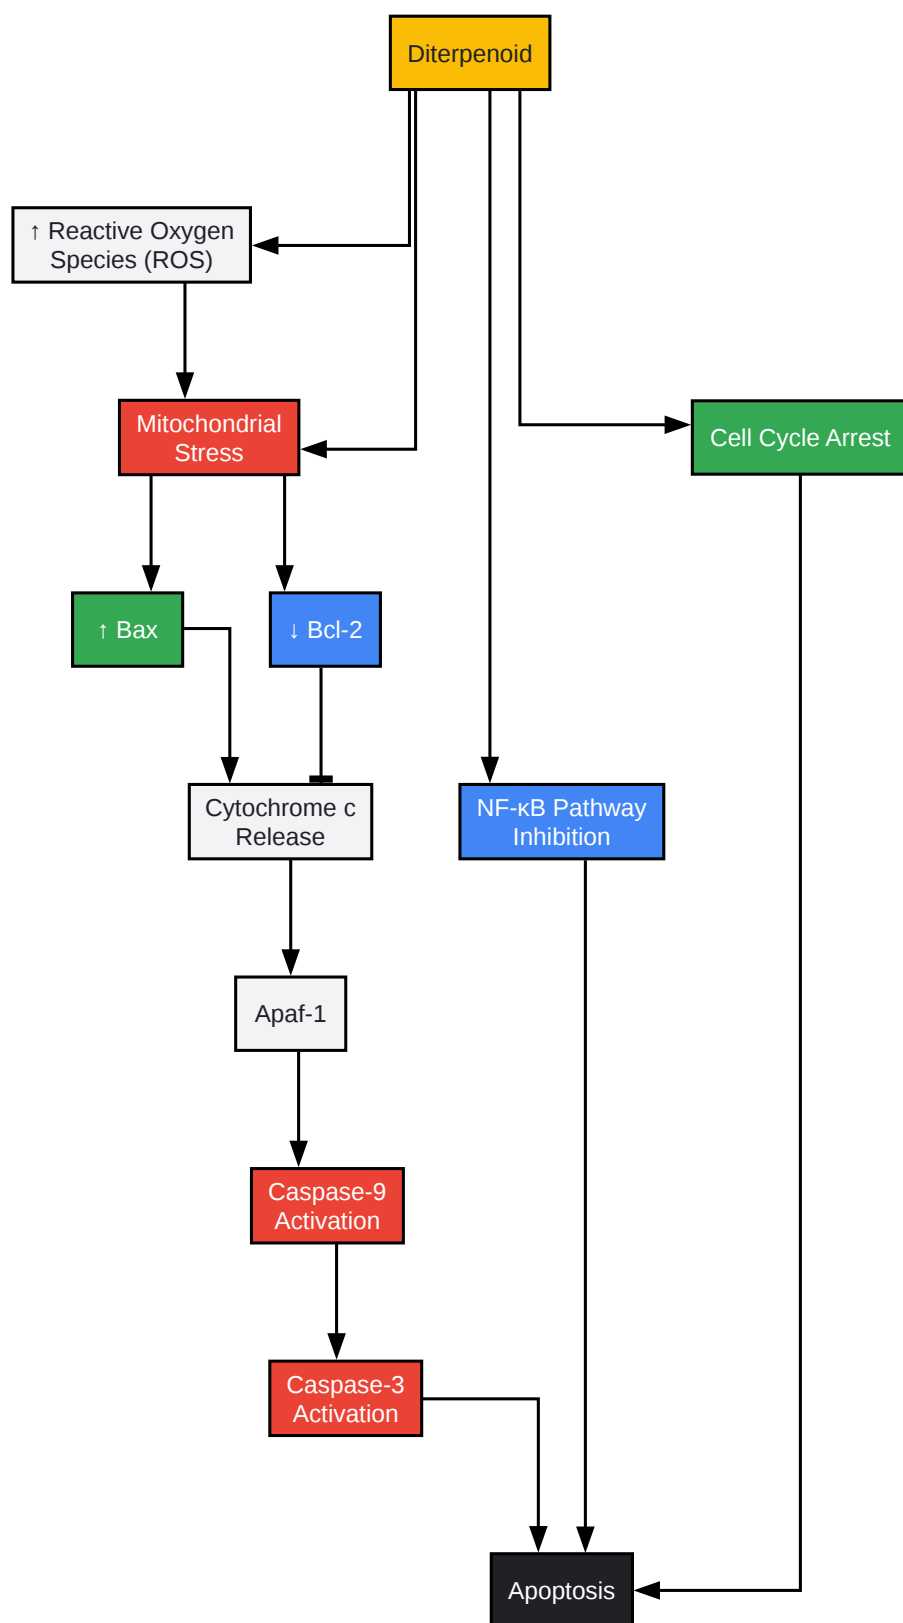 Diterpenoid
↑ Reactive Oxygen
Species (ROS)
Mitochondrial
Stress
Cell Cycle Arrest
↑ Bax
↓ Bcl-2
Cytochrome c
Release
NF-κB Pathway
Inhibition
Apaf-1
Caspase-9
Activation
Caspase-3
Activation
Apoptosis